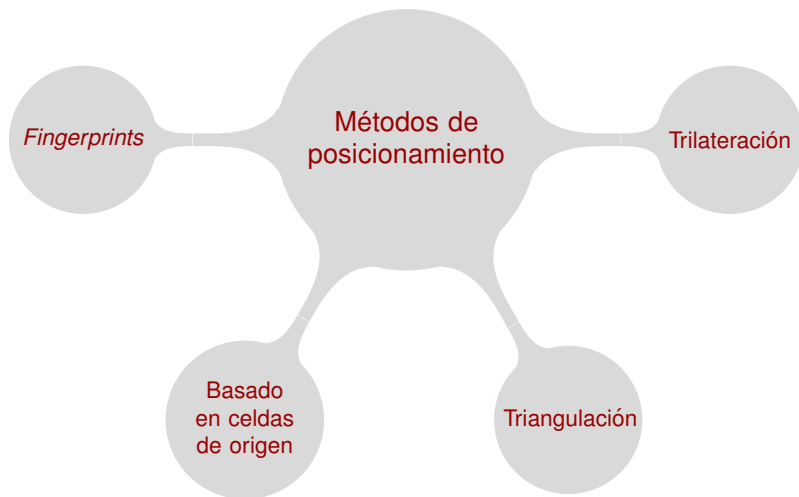 Métodos de
posicionamiento
Fingerprints
Trilateración
Basado
en celdas
de origen
Triangulación